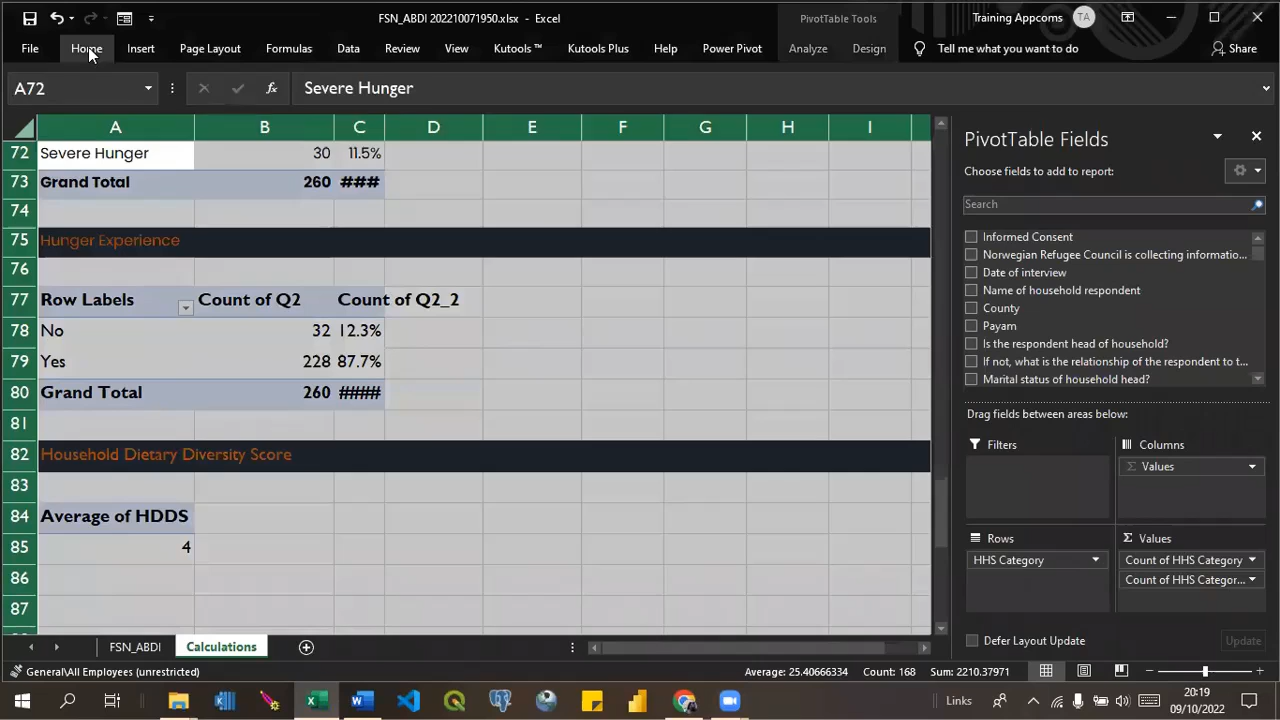 FSN_ABDI 202210071950.xlsx - Excel
PivotTable Tools
Training Appcoms
TA
File
Home
Insert
Page Layout
Formulas
Data
Review
View
Kutools ™
Kutools Plus
Help
Power Pivot
Analyze
Design
Tell me what you want to do
Share
A72
fx
Severe Hunger
A B C D E F G H I
72 Severe Hunger 30 11.5%
73 Grand Total 260 ###
74
75 Hunger Experience
76
77 Row Labels Count of Q2 Count of Q2_2
78 No 32 12.3%
79 Yes 228 87.7%
80 Grand Total 260 ####
81
82 Household Dietary Diversity Score
83
84 Average of HDDS
85 4
86
87
PivotTable Fields
Choose fields to add to report:
Search
Informed Consent
Norwegian Refugee Council is collecting informatio...
Date of interview
Name of household respondent
County
Payam
Is the respondent head of household?
If not, what is the relationship of the respondent to t...
Marital status of household head?
Drag fields between areas below:
Filters
Columns
Σ Values
Rows
Σ Values
HHS Category
Count of HHS Category
Count of HHS Categor...
Defer Layout Update
Update
FSN_ABDI
Calculations
General\All Employees (unrestricted)
Average: 25.40666334
Count: 168
Sum: 2210.37971
Links
20:19
09/10/2022